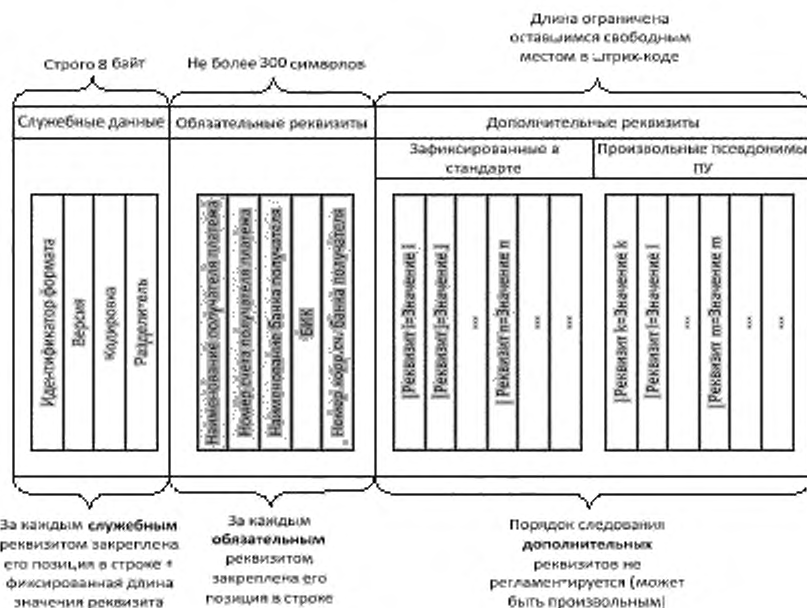 Строго 8 байт
Не более 300 символов
Длина ограничена
оставшимся свободным
местом в штрих-коде
Служебные данные
Обязательные реквизиты
Дополнительные реквизиты
Зафиксированные в
стандарте
Произвольные псевдонимы
ПУ
Идентификатор формата
Версия
Кодировка
Разделитель
Наименование получателя платежа
Номер счета получателя платежа
Наименование банка получателя
БИК
Номер корр.сч. банка получателя
|Реквизит i=Значение i
|Реквизит j=Значение j
...
|Реквизит n=Значение n
...
...
|Реквизит k=Значение k
|Реквизит l=Значение l
...
|Реквизит m=Значение m
...
...
За каждым служебным
реквизитом закреплена
его позиция в строке +
фиксированная длина
значения реквизита
За каждым
обязательным
реквизитом
закреплена его
позиция в строке
Порядок следования
дополнительных
реквизитов не
регламентируется (может
быть произвольным)